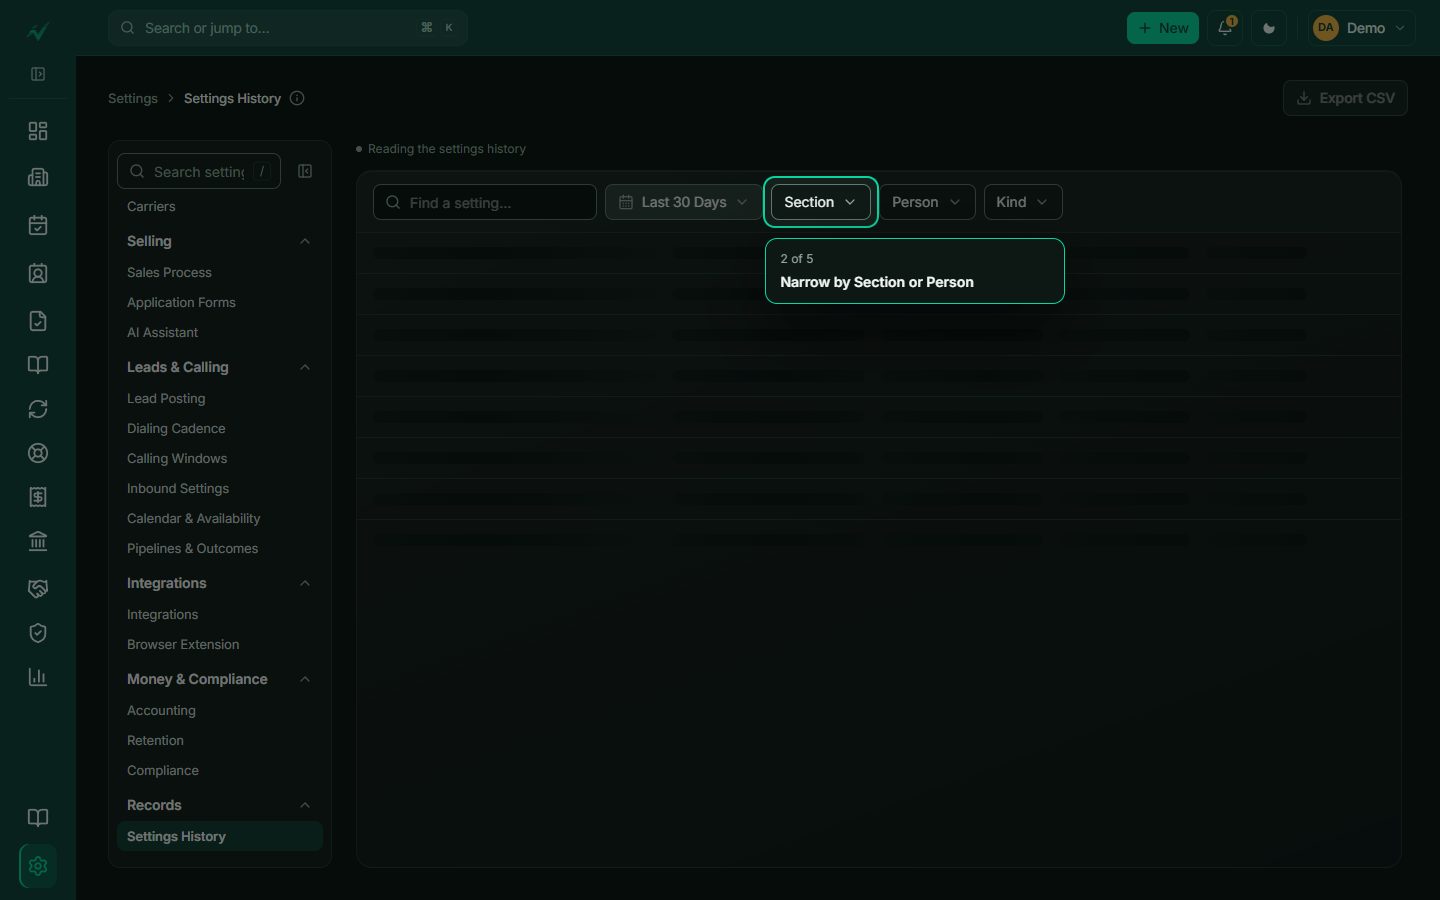 Search or jump to...
⌘ K
New
1
DA
Demo
Settings
Settings History
Export CSV
Search setting
/
Carriers
Selling
Sales Process
Application Forms
AI Assistant
Leads & Calling
Lead Posting
Dialing Cadence
Calling Windows
Inbound Settings
Calendar & Availability
Pipelines & Outcomes
Integrations
Integrations
Browser Extension
Money & Compliance
Accounting
Retention
Compliance
Records
Settings History
Reading the settings history
Find a setting...
Last 30 Days
Section
Person
Kind
2 of 5
Narrow by Section or Person